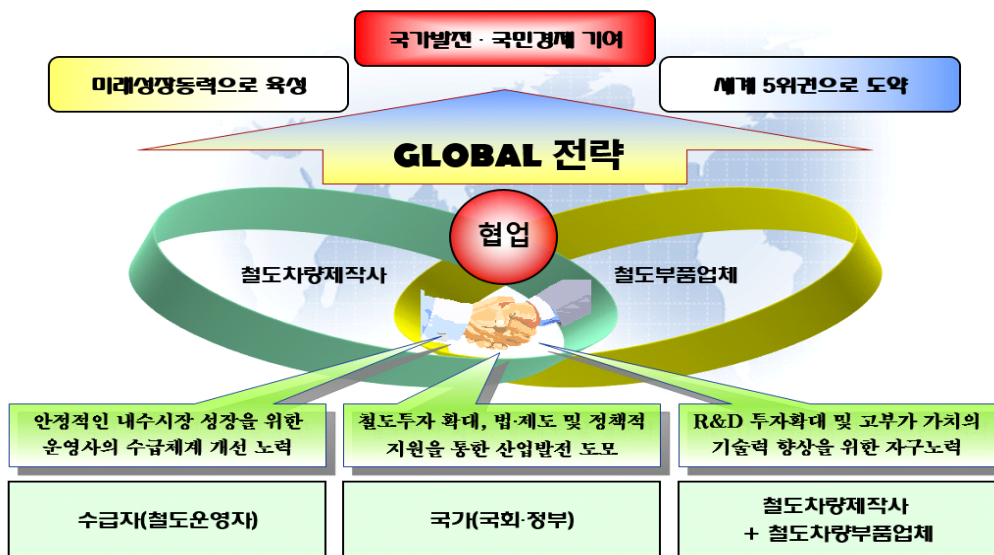 국가발전 · 국민경제 기여
미래성장동력으로 육성
세계 5위권으로 도약
GLOBAL 전략
협업
철도차량제작사
철도부품업체
안정적인 내수시장 성장을 위한
운영사의 수급체계 개선 노력
철도투자 확대, 법·제도 및 정책적
지원을 통한 산업발전 도모
R&D 투자확대 및 고부가 가치의
기술력 향상을 위한 자구노력
수급자(철도운영자)
국가(국회·정부)
철도차량제작사
+ 철도차량부품업체